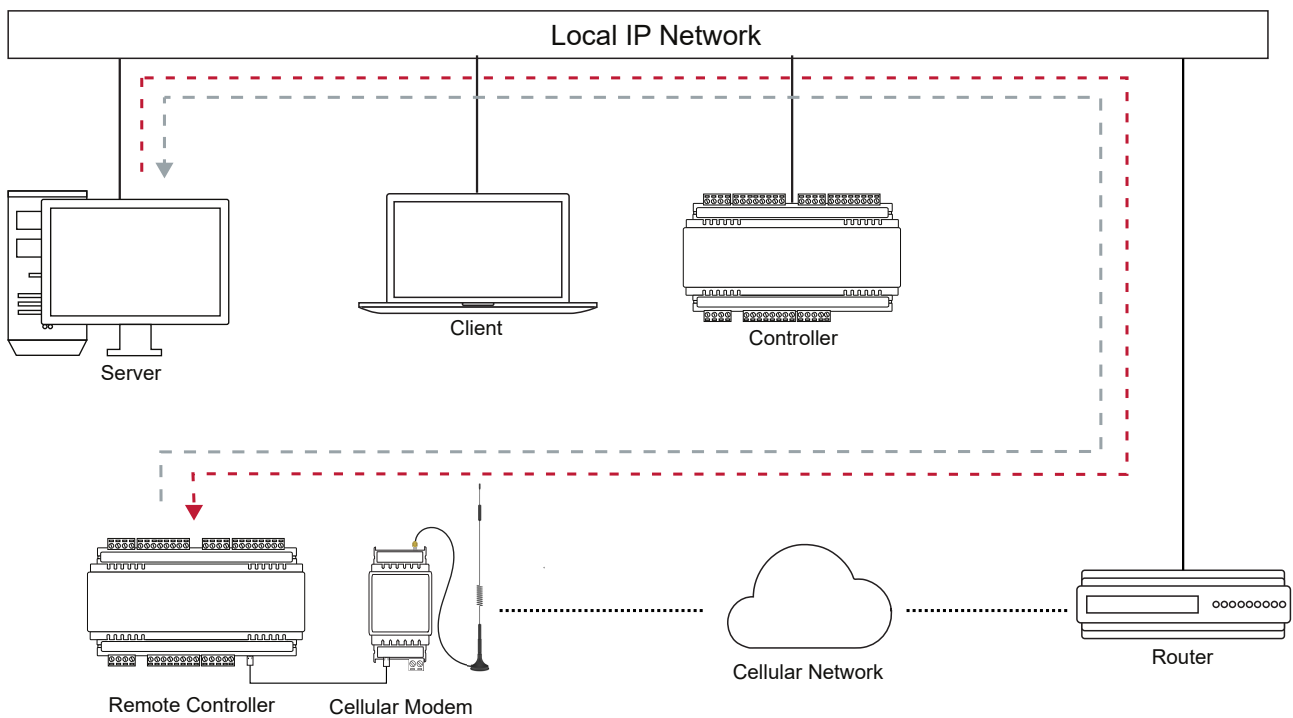 Local IP Network
Client
Controller
Server
Cellular Network
Router
Remote Controller
Cellular Modem